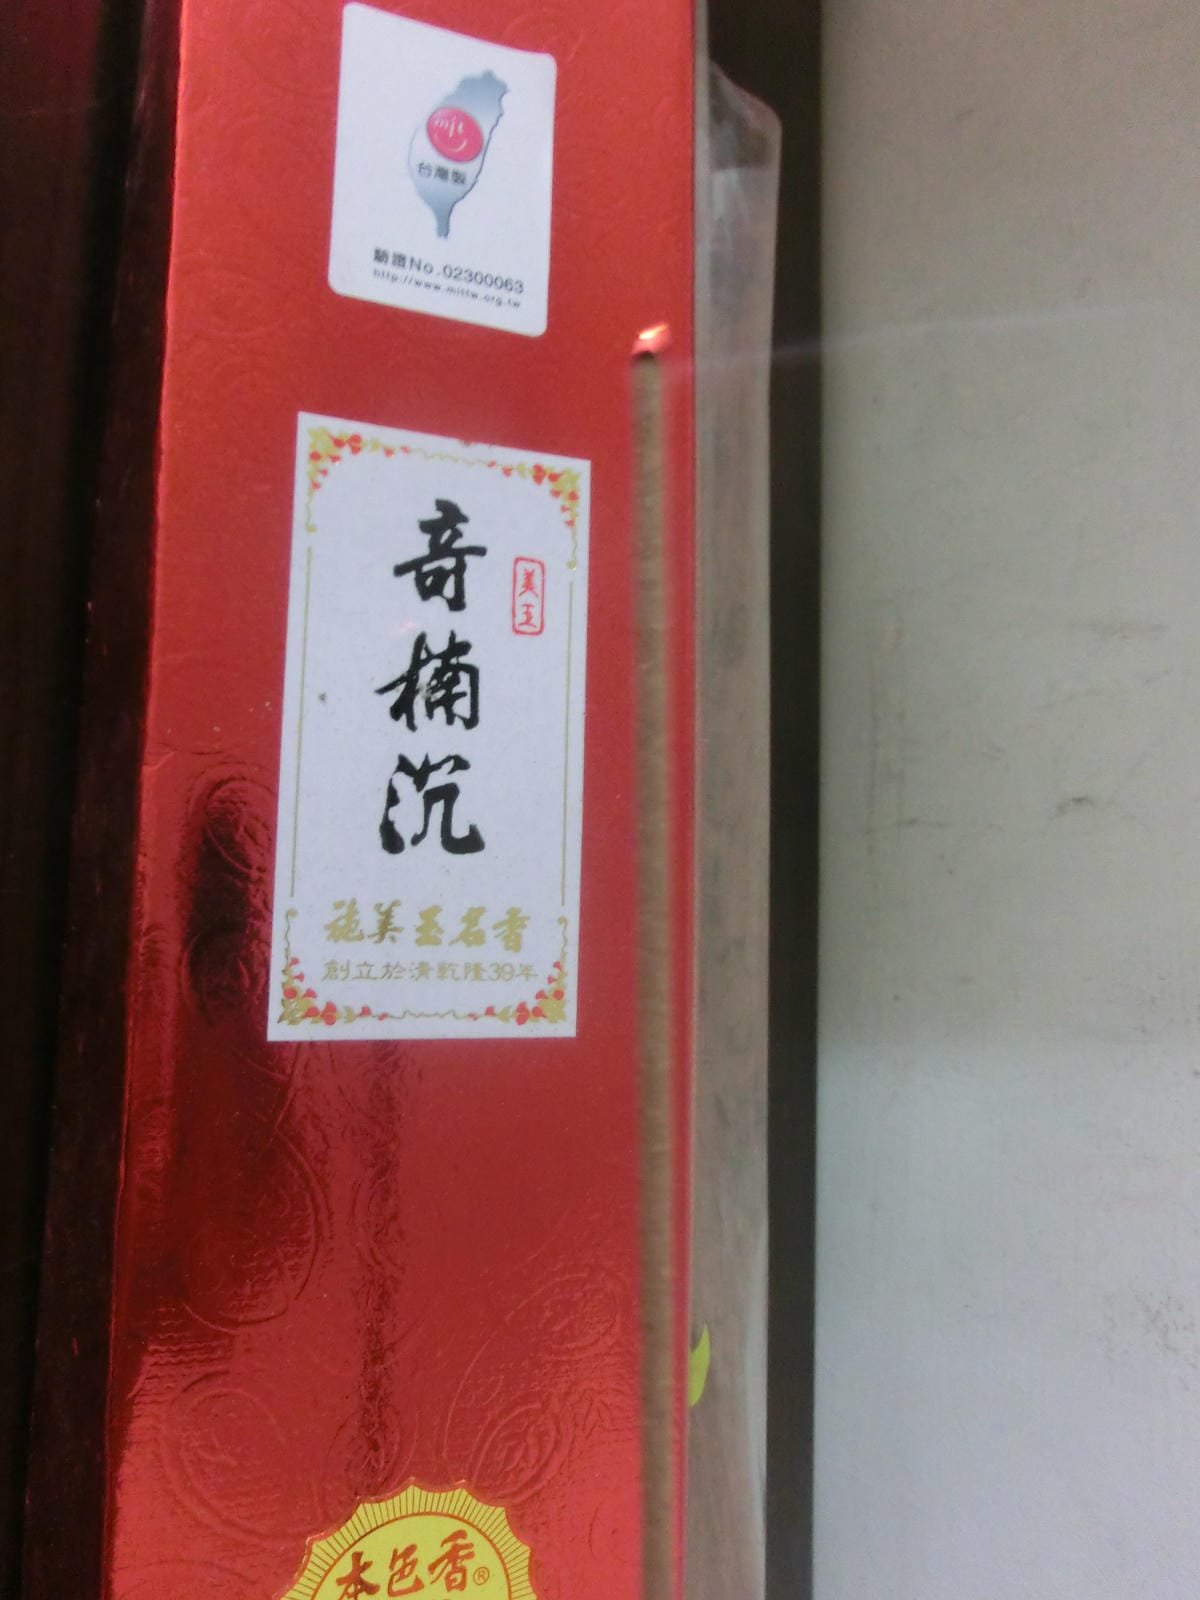 mit
台灣製
驗證No.02300063
http://www.mittw.org.tw
奇楠沉
美玉
施美玉名香
創立於清乾隆39年
本色香®